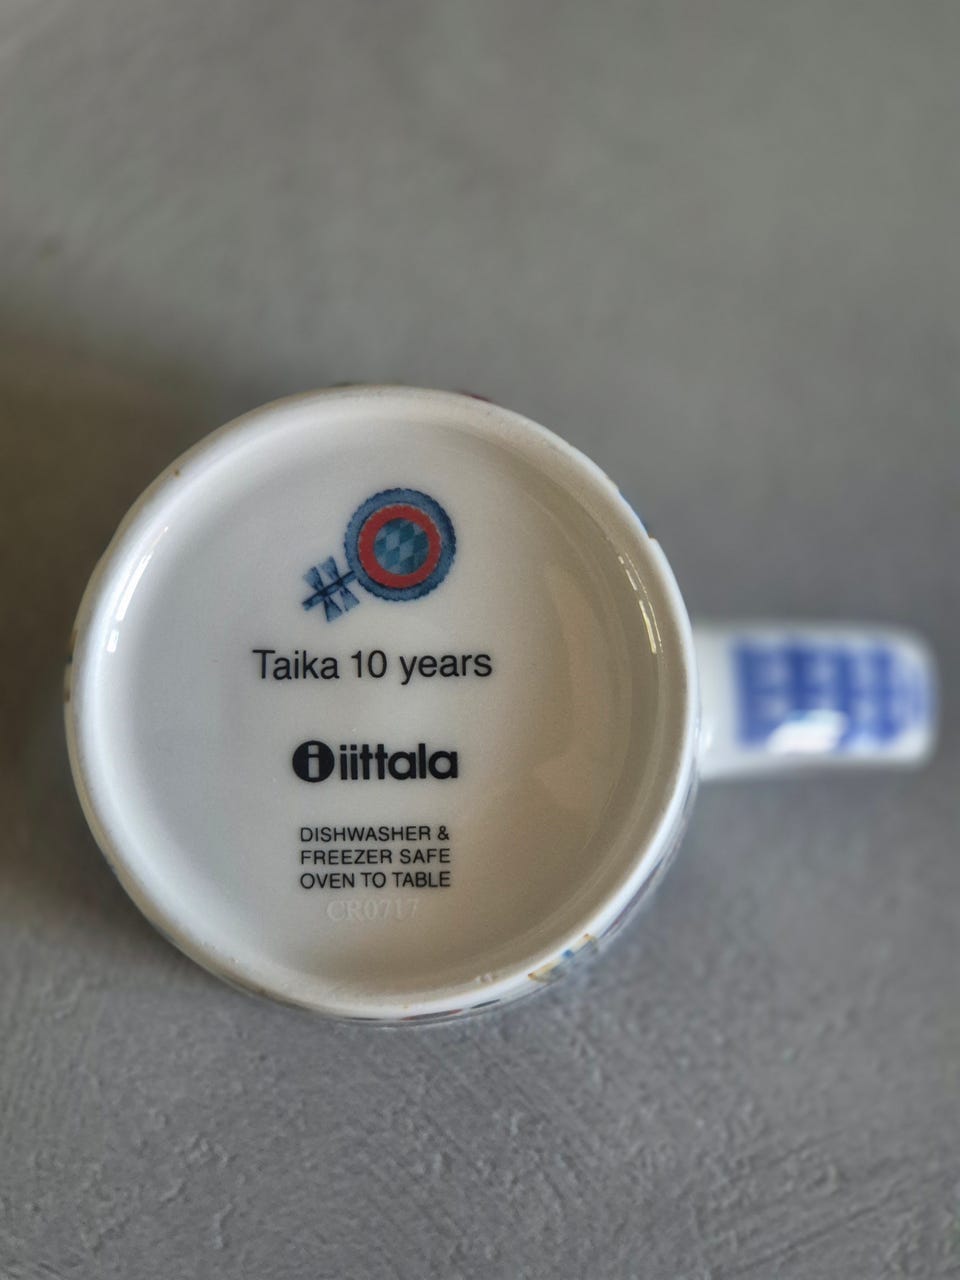 Taika 10 years
i iittala
DISHWASHER &
FREEZER SAFE
OVEN TO TABLE
CR0717